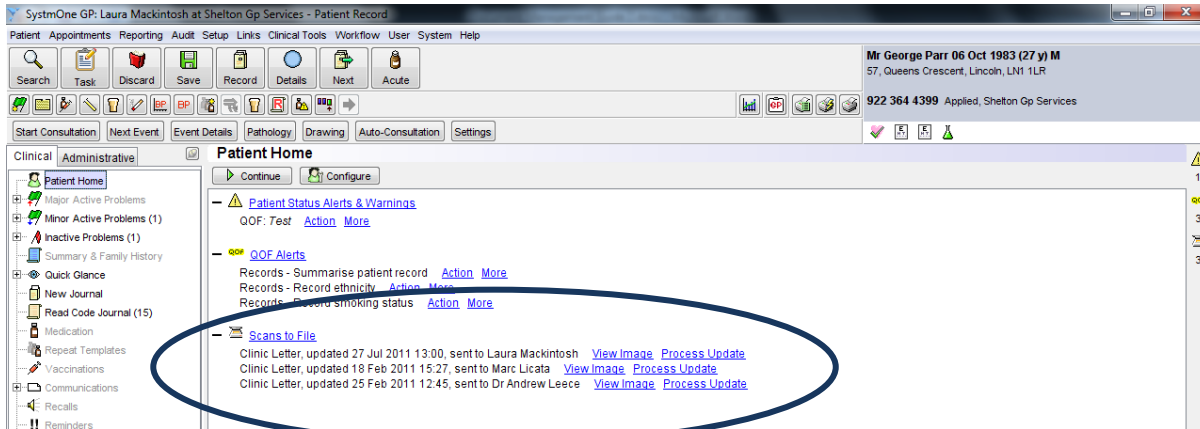 SystmOne GP: Laura Mackintosh at Shelton Gp Services - Patient Record
Patient Appointments Reporting Audit Setup Links Clinical Tools Workflow User System Help
Search Task Discard Save Record Details Next Acute
Mr George Parr 06 Oct 1983 (27 y) M
57, Queens Crescent, Lincoln, LN1 1LR
922 364 4399 Applied, Shelton Gp Services
BP BP R GP
Start Consultation Next Event Event Details Pathology Drawing Auto-Consultation Settings
Clinical Administrative
Patient Home
Major Active Problems
Minor Active Problems (1)
Inactive Problems (1)
Summary & Family History
Quick Glance
New Journal
Read Code Journal (15)
Medication
Repeat Templates
Vaccinations
Communications
Recalls
Reminders
Patient Home
Continue Configure
Patient Status Alerts & Warnings
QOF: Test Action More
QOF QOF Alerts
Records - Summarise patient record Action More
Records - Record ethnicity Action More
Records - Record smoking status Action More
Scans to File
Clinic Letter, updated 27 Jul 2011 13:00, sent to Laura Mackintosh View Image Process Update
Clinic Letter, updated 18 Feb 2011 15:27, sent to Marc Licata View Image Process Update
Clinic Letter, updated 25 Feb 2011 12:45, sent to Dr Andrew Leece View Image Process Update
1
3
3